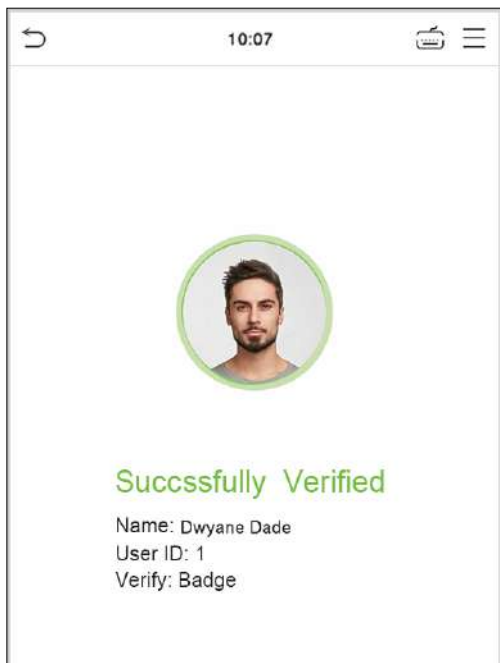 10:07
Succssfully Verified
Name: Dwyane Dade
User ID: 1
Verify: Badge